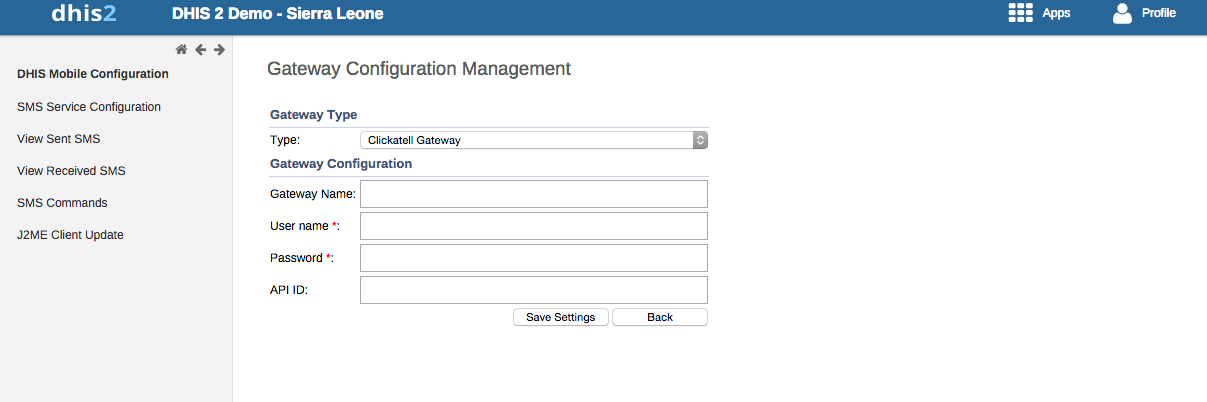 dhis2 DHIS 2 Demo - Sierra Leone Apps Profile
DHIS Mobile Configuration
SMS Service Configuration
View Sent SMS
View Received SMS
SMS Commands
J2ME Client Update
Gateway Configuration Management
Gateway Type
Type: Clickatell Gateway
Gateway Configuration
Gateway Name:
User name *:
Password *:
API ID:
Save Settings Back